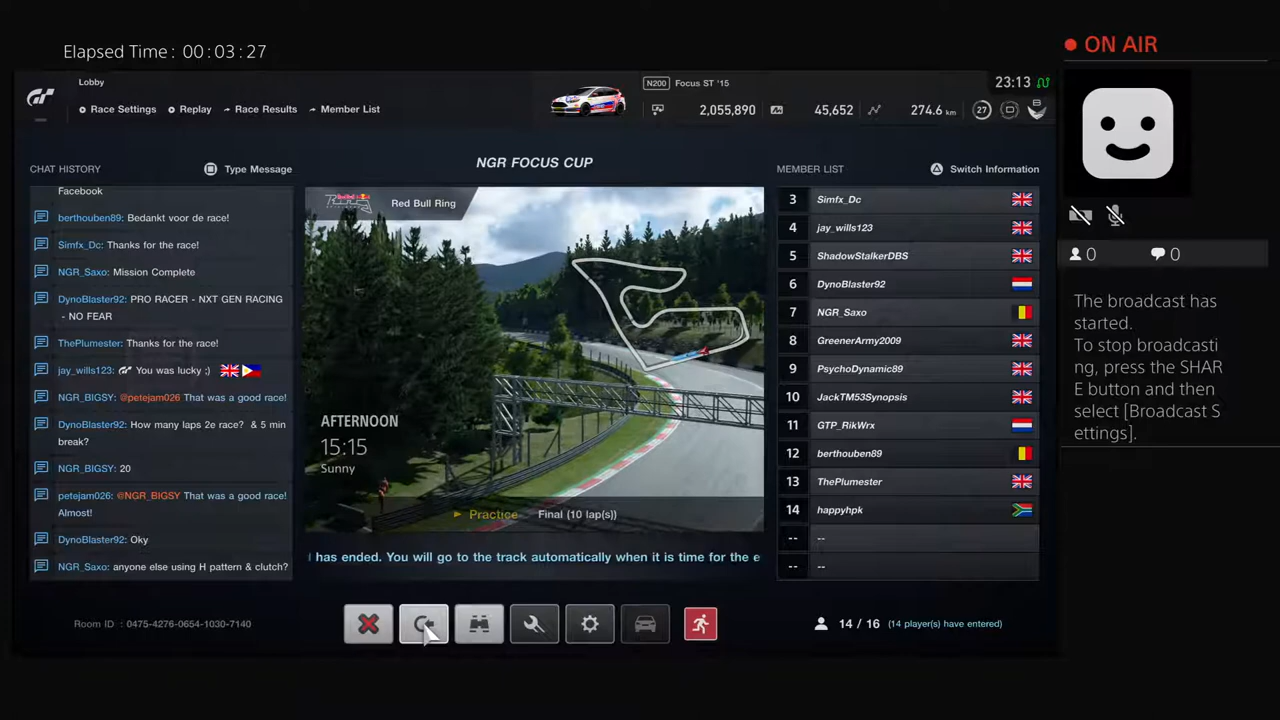 Elapsed Time : 00 : 03 : 27
ON AIR
Lobby
N200 Focus ST '15
23:13
Race Settings
Replay
Race Results
Member List
2,055,890
45,652
274.6 km
27
B
CHAT HISTORY
Type Message
NGR FOCUS CUP
MEMBER LIST
Switch Information
Facebook
berthouben89: Bedankt voor de race!
Simfx_Dc: Thanks for the race!
NGR_Saxo: Mission Complete
DynoBlaster92: PRO RACER - NXT GEN RACING
- NO FEAR
ThePlumester: Thanks for the race!
jay_wills123: You was lucky ;)
NGR_BIGSY: @petejam026 That was a good race!
DynoBlaster92: How many laps 2e race? & 5 min
break?
NGR_BIGSY: 20
petejam026: @NGR_BIGSY That was a good race!
Almost!
DynoBlaster92: Oky
NGR_Saxo: anyone else using H pattern & clutch?
Red Bull Ring
AFTERNOON
15:15
Sunny
Practice Final (10 lap(s))
has ended. You will go to the track automatically when it is time for the e
3 Simfx_Dc
4 jay_wills123
5 ShadowStalkerDBS
6 DynoBlaster92
7 NGR_Saxo
8 GreenerArmy2009
9 PsychoDynamic89
10 JackTM53Synopsis
11 GTP_RikWrx
12 berthouben89
13 ThePlumester
14 happyhpk
-- --
-- --
Room ID : 0475-4276-0654-1030-7140
14 / 16 (14 player(s) have entered)
0
0
The broadcast has
started.
To stop broadcasti
ng, press the SHAR
E button and then
select [Broadcast S
ettings].